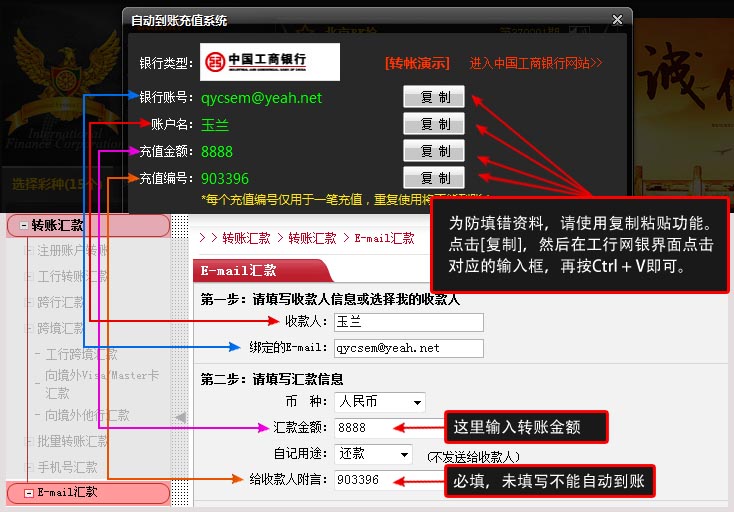 自动到账充值系统
银行类型：
中国工商银行
[转帐演示]
进入中国工商银行网站>>
银行账号：
qycsem@yeah.net
复 制
账户名：
玉兰
复 制
充值金额：
8888
复 制
充值编号：
903396
复 制
*每个充值编号仅用于一笔充值，重复使用将
International
Finance Corporation
选择彩种(15个)
诚
为防填错资料，请使用复制粘贴功能。
点击[复制]，然后在工行网银界面点击
对应的输入框，再按Ctrl + V即可。
转账汇款
注册账户转账
工行转账汇款
跨行汇款
跨境汇款
工行跨境汇款
向境外Visa/Master卡
汇款
向境外他行汇款
批量转账汇款
手机号汇款
E-mail汇款
>> 转账汇款 > 转账汇款 > E-mail汇款
E-mail汇款
第一步：请填写收款人信息或选择我的收款人
收款人：
玉兰
绑定的E-mail：
qycsem@yeah.net
第二步：请填写汇款信息
币 种：
人民币
汇款金额：
8888
这里输入转账金额
自记用途：
还款
(不发送给收款人)
给收款人附言：
903396
必填，未填写不能自动到账